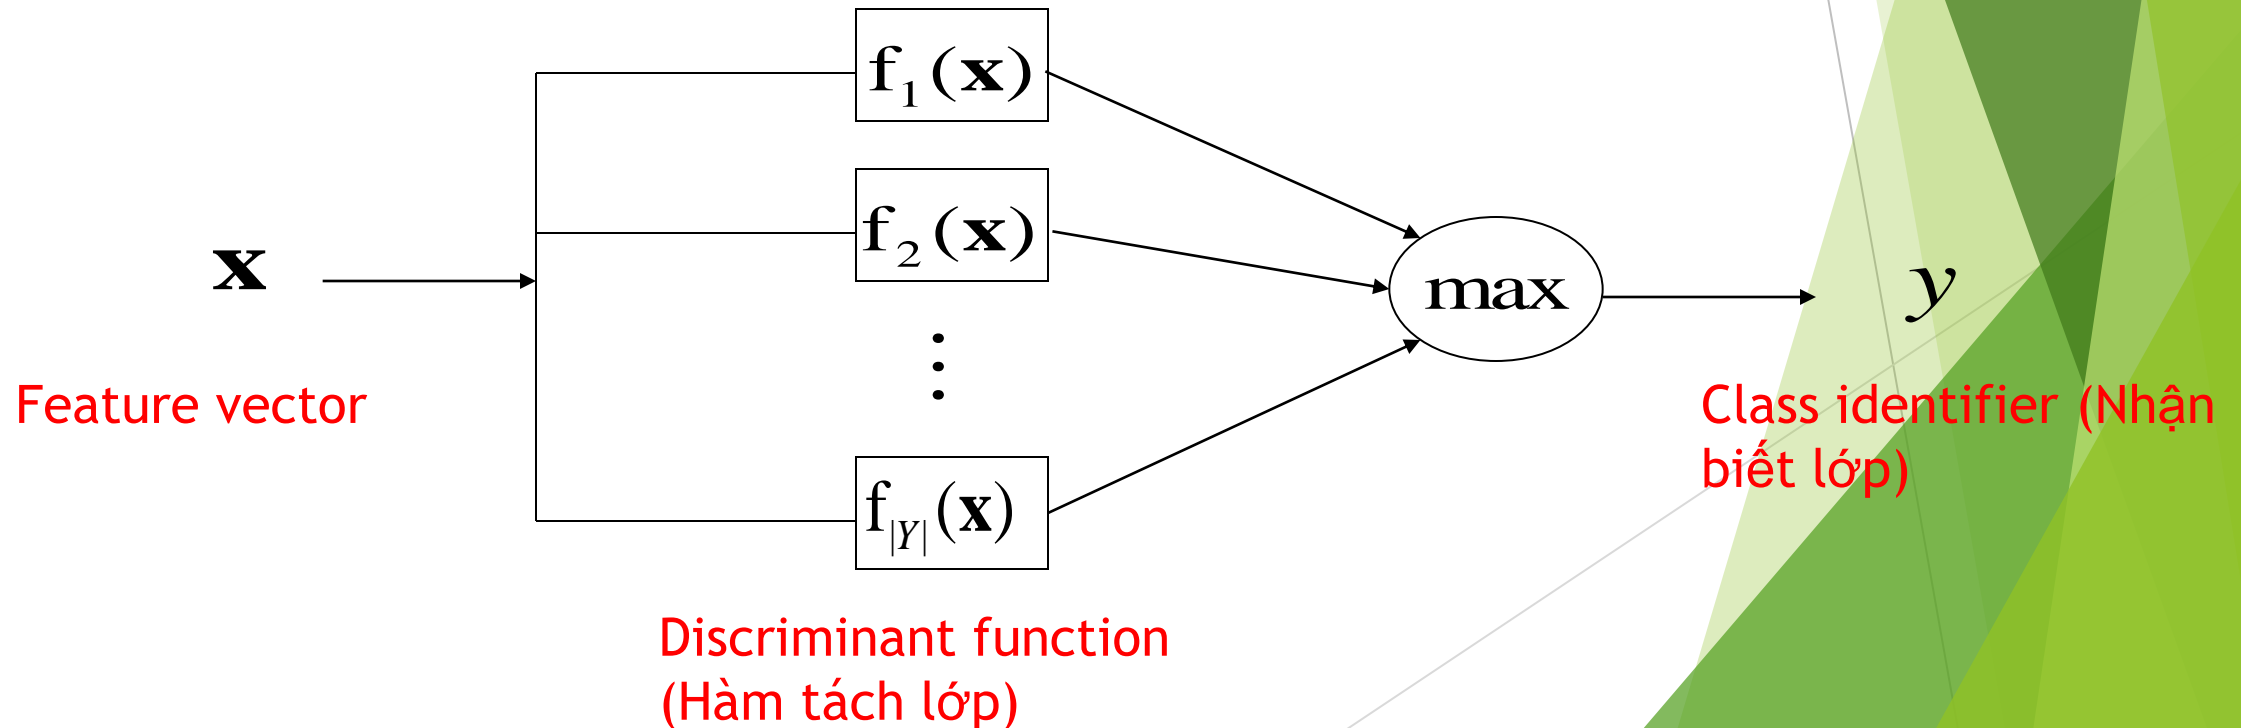 f₁(x)
f₂(x)
x
max
y
⋮
Feature vector
Class identifier (Nhận
biết lớp)
f|Y|(x)
Discriminant function
(Hàm tách lớp)